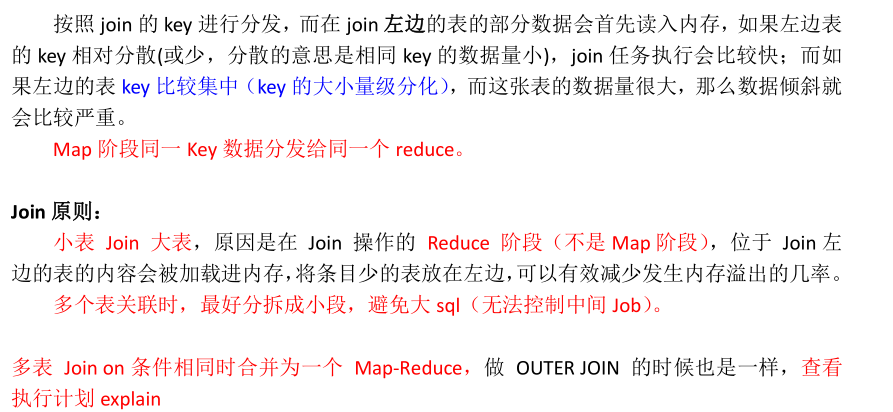 按照 join 的 key 进行分发，而在 join 左边的表的部分数据会首先读入内存，如果左边表
的 key 相对分散(或少，分散的意思是相同 key 的数据量小)，join 任务执行会比较快；而如
果左边的表 key 比较集中（key 的大小量级分化），而这张表的数据量很大，那么数据倾斜就
会比较严重。
Map 阶段同一 Key 数据分发给同一个 reduce。
Join 原则：
小表 Join 大表，原因是在 Join 操作的 Reduce 阶段（不是 Map 阶段），位于 Join 左
边的表的内容会被加载进内存，将条目少的表放在左边，可以有效减少发生内存溢出的几率。
多个表关联时，最好分拆成小段，避免大 sql（无法控制中间 Job）。
多表 Join on 条件相同时合并为一个 Map-Reduce，做 OUTER JOIN 的时候也是一样，查看
执行计划 explain